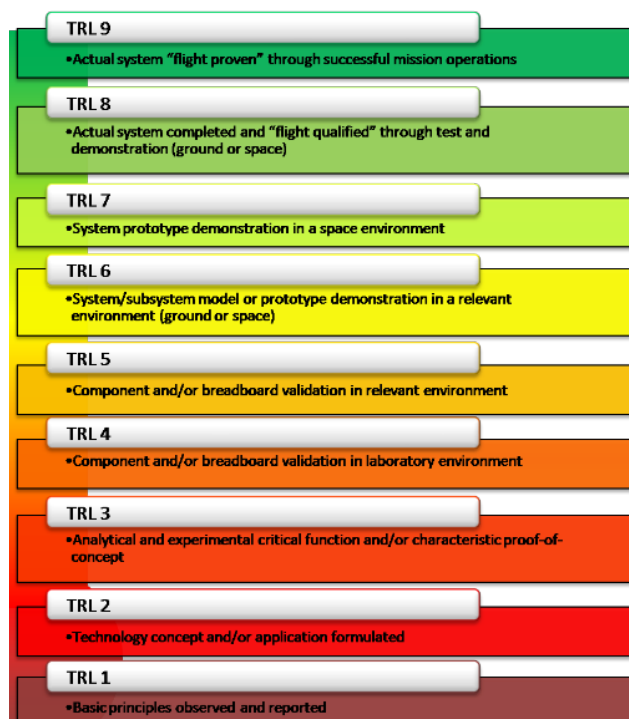 TRL 9
•Actual system “flight proven” through successful mission operations
TRL 8
•Actual system completed and “flight qualified” through test and
demonstration (ground or space)
TRL 7
•System prototype demonstration in a space environment
TRL 6
•System/subsystem model or prototype demonstration in a relevant
environment (ground or space)
TRL 5
•Component and/or breadboard validation in relevant environment
TRL 4
•Component and/or breadboard validation in laboratory environment
TRL 3
•Analytical and experimental critical function and/or characteristic proof-of-
concept
TRL 2
•Technology concept and/or application formulated
TRL 1
•Basic principles observed and reported